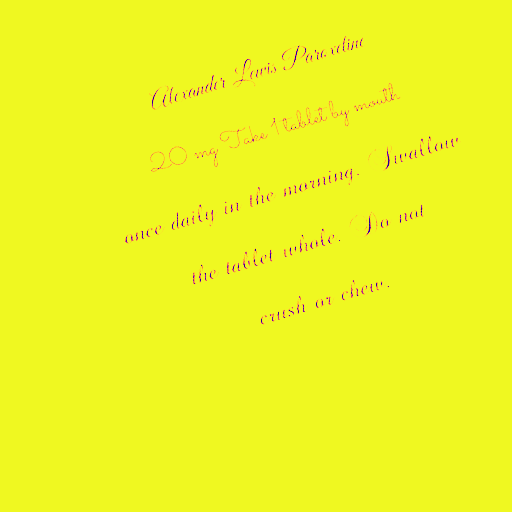 Alexander Lewis Paroxetine
20 mg Take 1 tablet by mouth
once daily in the morning. Swallow
the tablet whole. Do not
crush or chew.